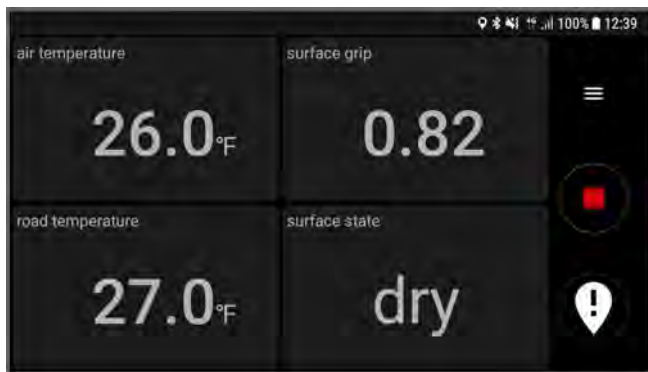 100% 12:39
air temperature
26.0°F
surface grip
0.82
road temperature
27.0°F
surface state
dry